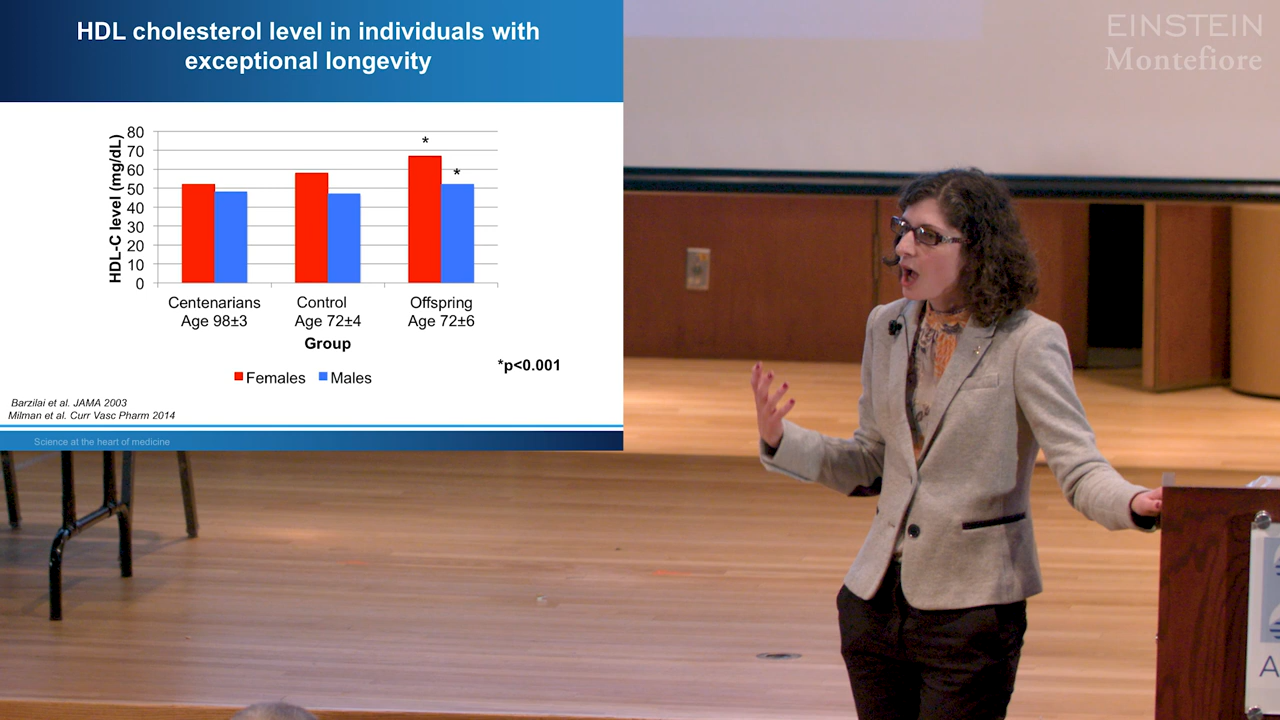 HDL cholesterol level in individuals with
exceptional longevity
EINSTEIN
Montefiore
HDL-C level (mg/dL)
80
70
60
50
40
30
20
10
0
*
*
Centenarians
Age 98±3
Control
Age 72±4
Offspring
Age 72±6
Group
*p<0.001
Females
Males
Barzilai et al. JAMA 2003
Milman et al. Curr Vasc Pharm 2014
Science at the heart of medicine
A